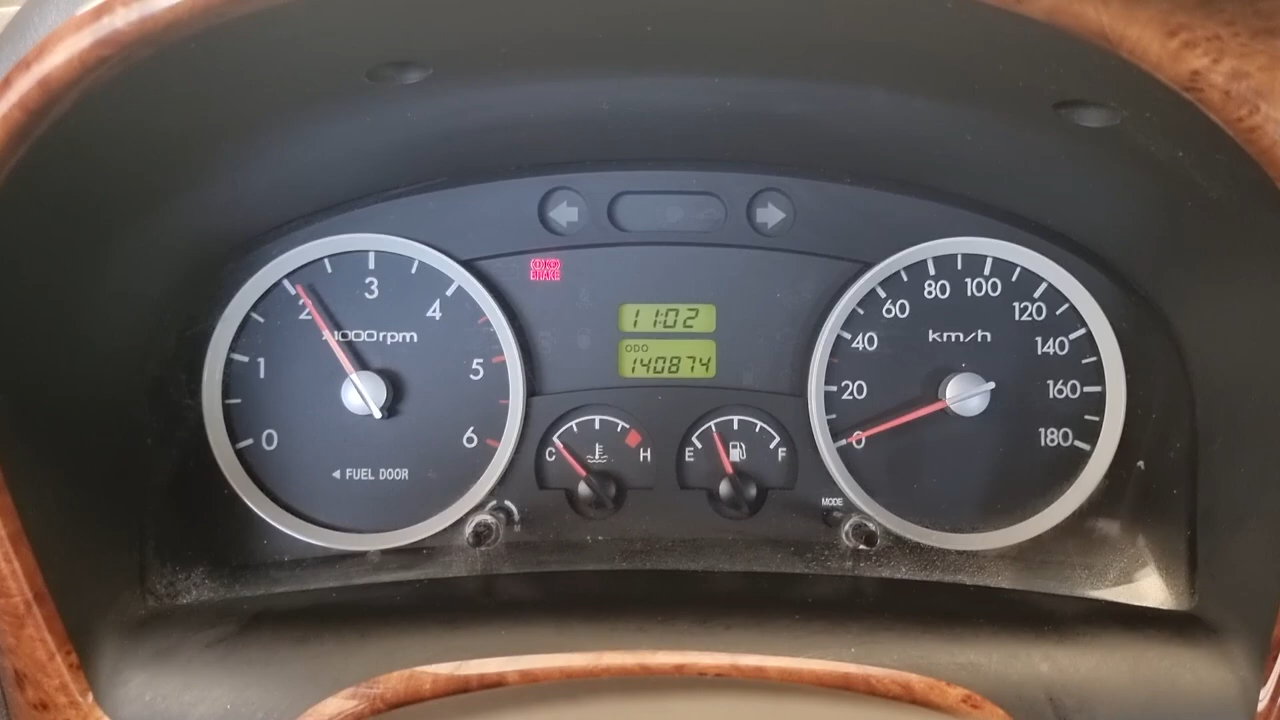 BRAKE
11:02
ODO
140874
0 1 2 3 4 5 6
x1000rpm
◄ FUEL DOOR
C H
E F
MODE
0 20 40 60 80 100 120 140 160 180
km/h